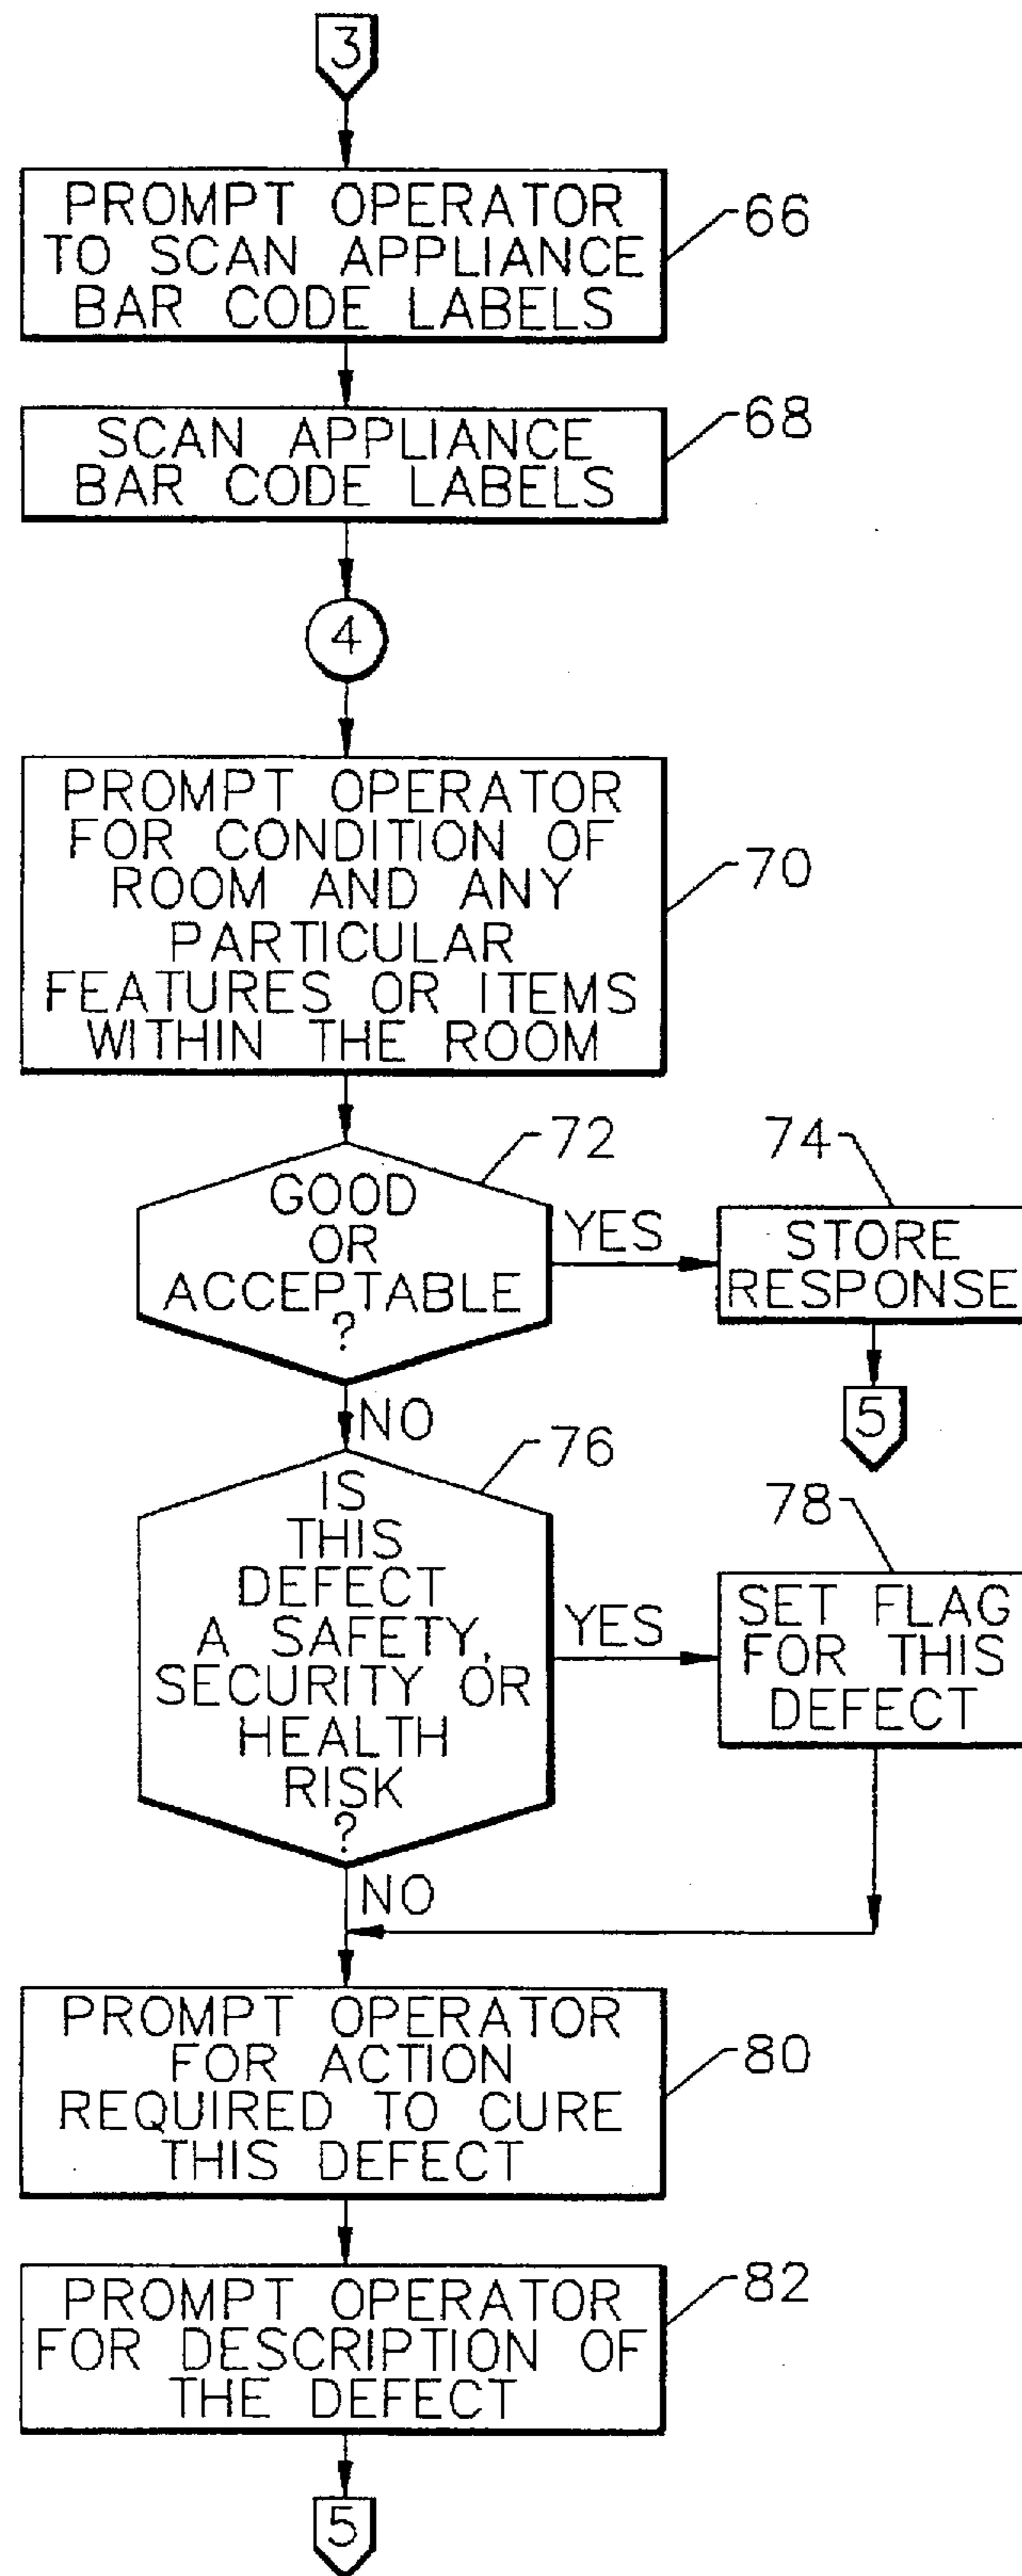 3
PROMPT OPERATOR
TO SCAN APPLIANCE
BAR CODE LABELS
66
SCAN APPLIANCE
BAR CODE LABELS
68
4
PROMPT OPERATOR
FOR CONDITION OF
ROOM AND ANY
PARTICULAR
FEATURES OR ITEMS
WITHIN THE ROOM
70
GOOD
OR
ACCEPTABLE
?
72
YES
74
STORE
RESPONSE
5
NO
IS
THIS
DEFECT
A SAFETY,
SECURITY OR
HEALTH
RISK
?
76
YES
78
SET FLAG
FOR THIS
DEFECT
NO
PROMPT OPERATOR
FOR ACTION
REQUIRED TO CURE
THIS DEFECT
80
PROMPT OPERATOR
FOR DESCRIPTION OF
THE DEFECT
82
5